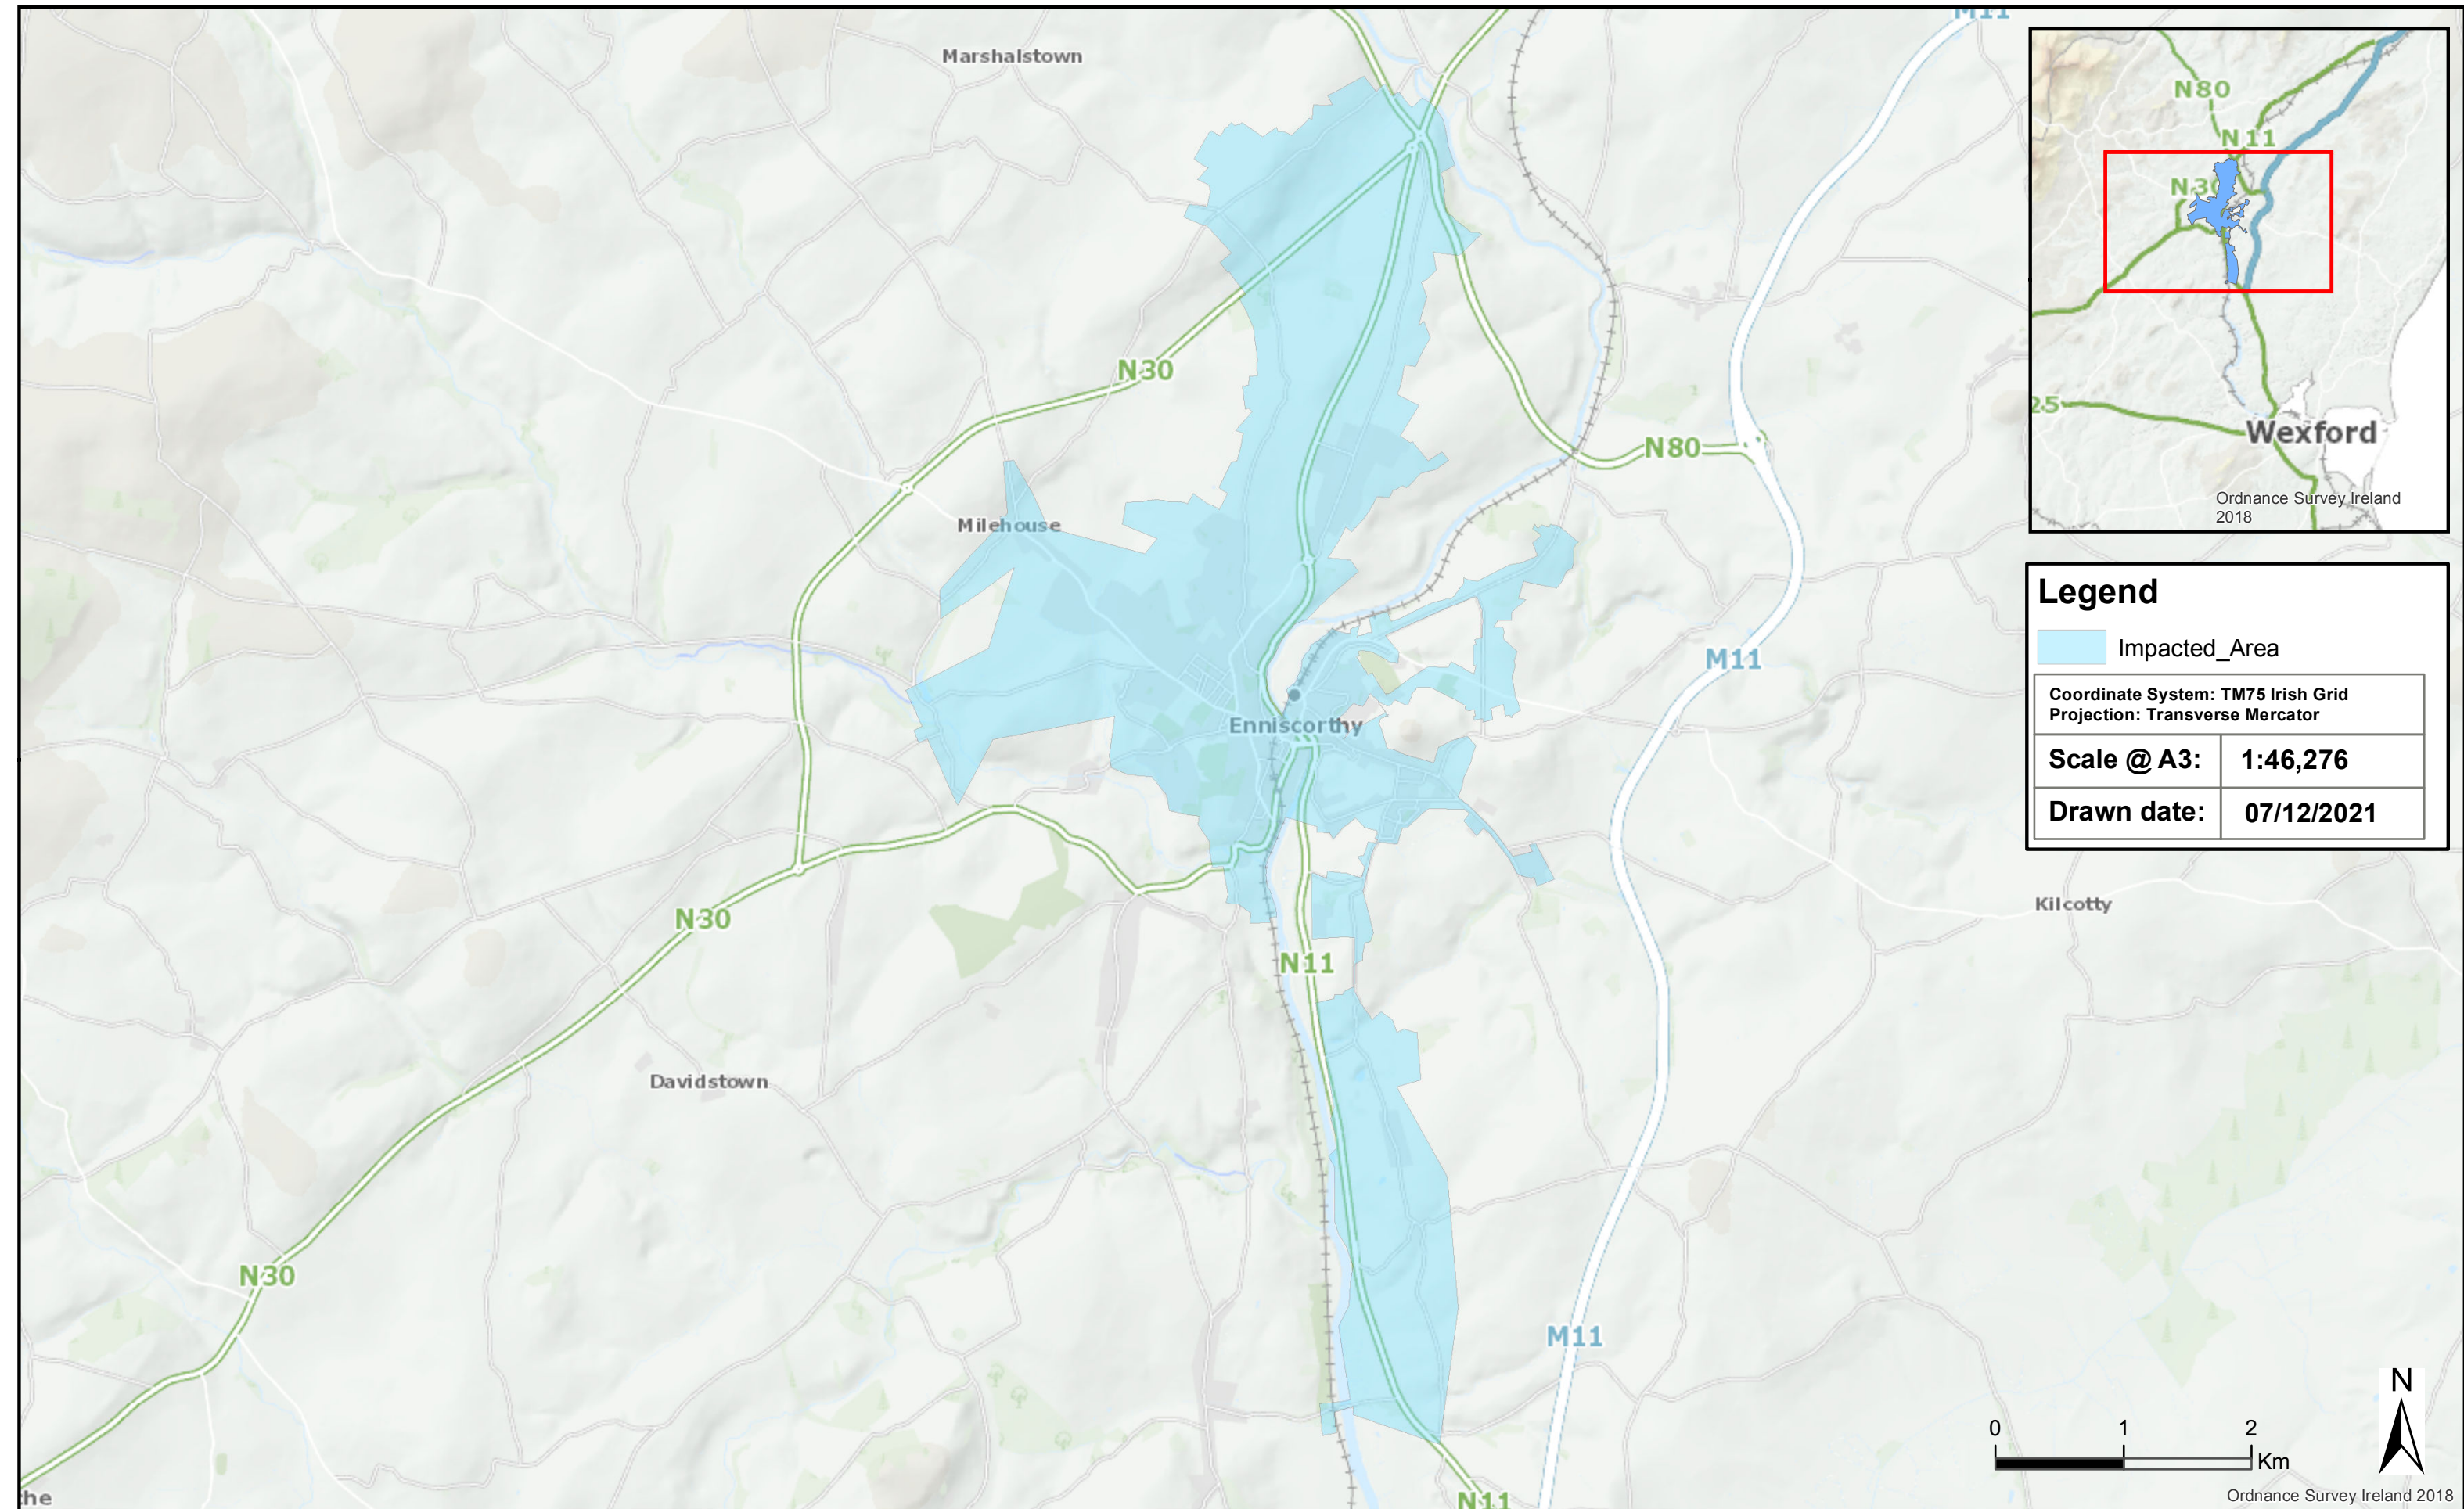 M11
Marshalstown
N30
Milehouse
N80
M11
Enniscorthy
N30
Kilcotty
N11
Davidstown
N30
M11
N11
he
N80
N11
N30
25
Wexford
Ordnance Survey Ireland
2018
Legend
Impacted_Area
Coordinate System: TM75 Irish Grid
Projection: Transverse Mercator
Scale @ A3: 1:46,276
Drawn date: 07/12/2021
N
0 1 2
Km
Ordnance Survey Ireland 2018